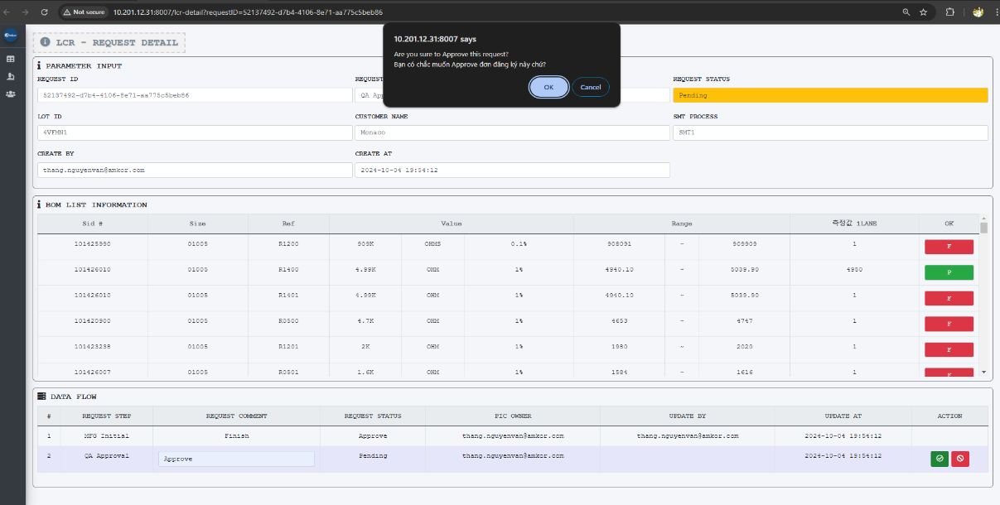 Not secure 10.201.12.31:8007/lcr-detail?requestID=52137492-d7b4-4106-8e71-aa775c5beb86
10.201.12.31:8007 says
Are you sure to Approve this request?
Bạn có chắc muốn Approve đơn đăng ký này chứ?
OK Cancel
LCR - REQUEST DETAIL
PARAMETER INPUT
REQUEST ID REQUEST REQUEST STATUS
52137492-d7b4-4106-8e71-aa775c5beb86 QA Pending
LOT ID CUSTOMER NAME SMT PROCESS
4VFMN1 Monaco SMT1
CREATE BY CREATE AT
thang.nguyenvan@amkor.com 2024-10-04 19:54:12
BOM LIST INFORMATION
Sid # Size Ref Value Range 측정값 1LANE OK
101425990 01005 R1200 909K OHMS 0.1% 908091 ~ 909909 1 F
101426010 01005 R1400 4.99K OHM 1% 4940.10 ~ 5039.90 4950 P
101426010 01005 R1401 4.99K OHM 1% 4940.10 ~ 5039.90 1 F
101420900 01005 R0500 4.7K OHM 1% 4653 ~ 4747 1 F
101423238 01005 R1201 2K OHM 1% 1980 ~ 2020 1 F
101426007 01005 R0501 1.6K OHM 1% 1584 ~ 1616 1 F
DATA FLOW
# REQUEST STEP REQUEST COMMENT REQUEST STATUS PIC OWNER UPDATE BY UPDATE AT ACTION
1 MFG Initial Finish Approve thang.nguyenvan@amkor.com thang.nguyenvan@amkor.com 2024-10-04 19:54:12
2 QA Approval Approve Pending thang.nguyenvan@amkor.com 2024-10-04 19:54:12